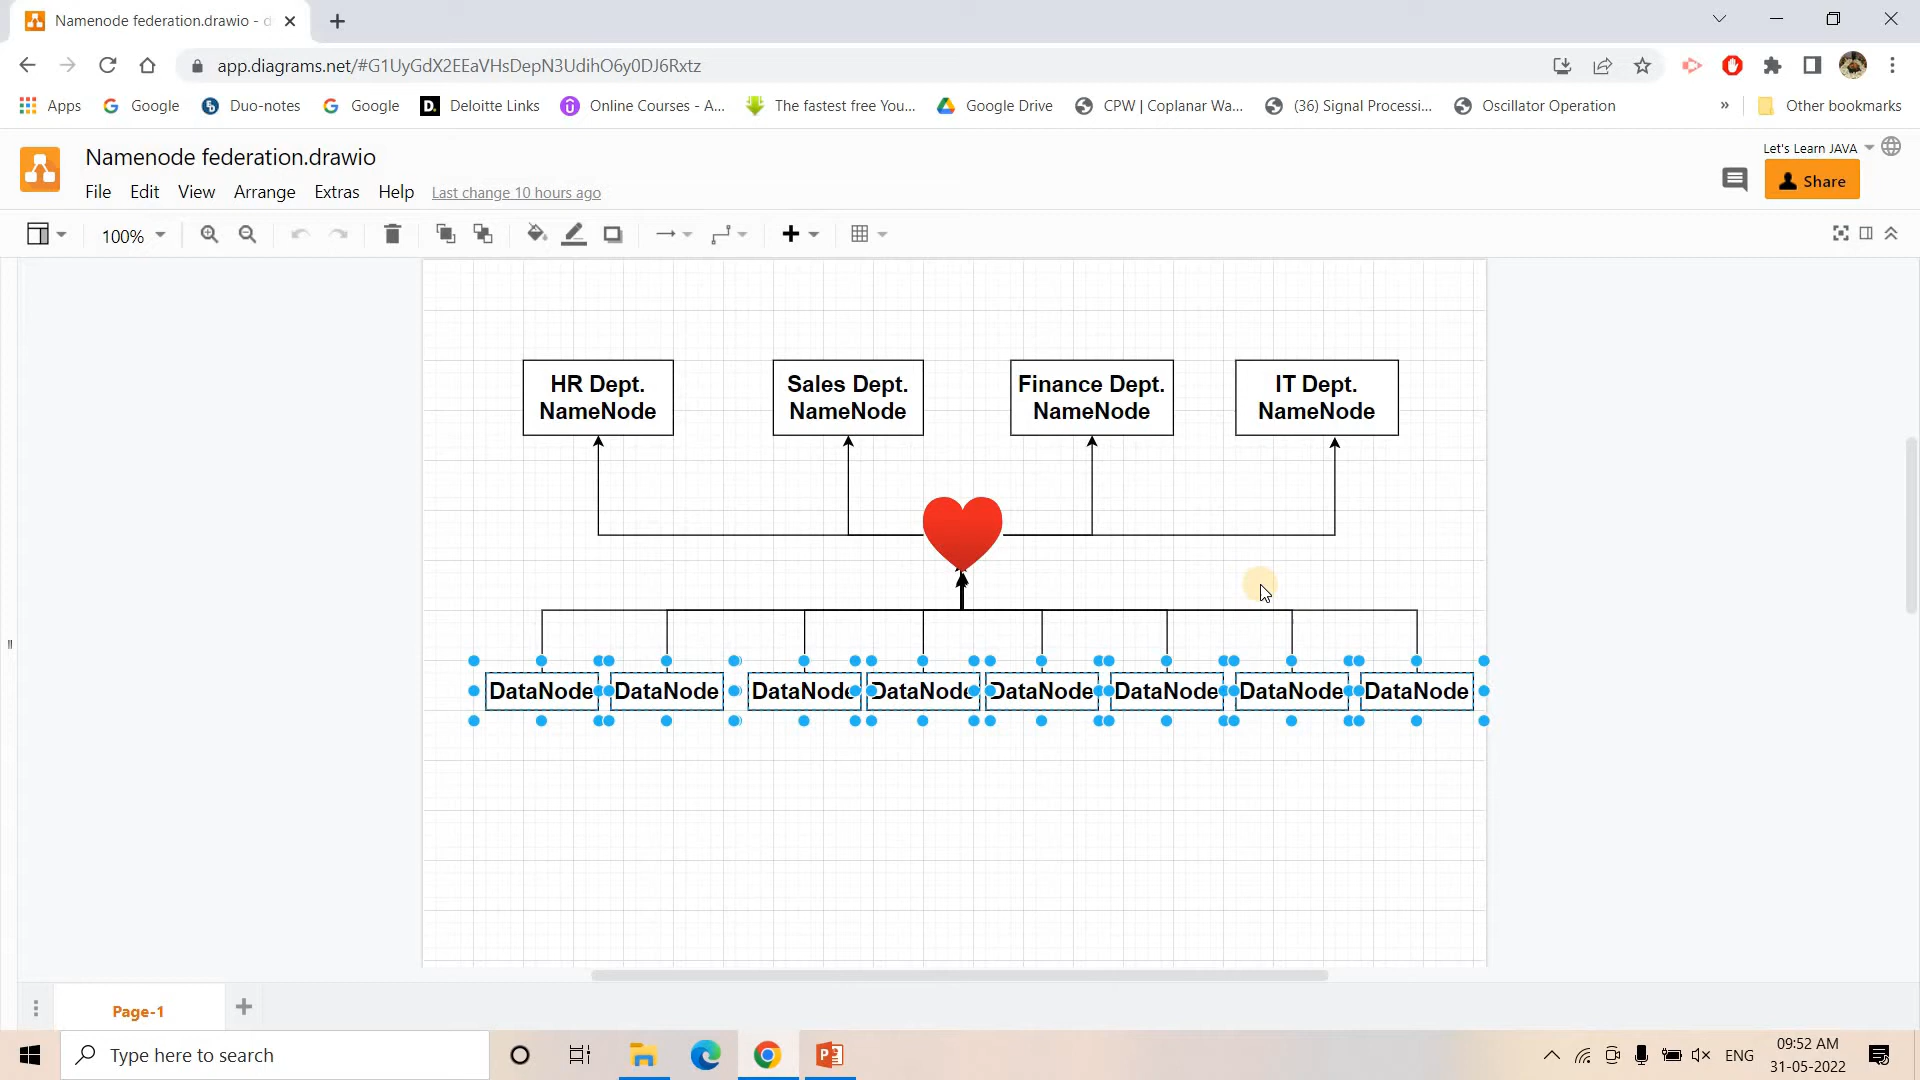 Namenode federation.drawio - d
app.diagrams.net/#G1UyGdX2EEaVHsDepN3UdihO6y0DJ6Rxtz
Apps Google Duo-notes Google D. Deloitte Links Online Courses - A... The fastest free You... Google Drive CPW | Coplanar Wa... (36) Signal Processi... Oscillator Operation » Other bookmarks
Namenode federation.drawio
Let's Learn JAVA
File Edit View Arrange Extras Help Last change 10 hours ago
Share
100%
HR Dept.
NameNode
Sales Dept.
NameNode
Finance Dept.
NameNode
IT Dept.
NameNode
DataNode DataNode DataNode DataNode DataNode DataNode DataNode DataNode
Page-1
Type here to search
ENG
09:52 AM
31-05-2022